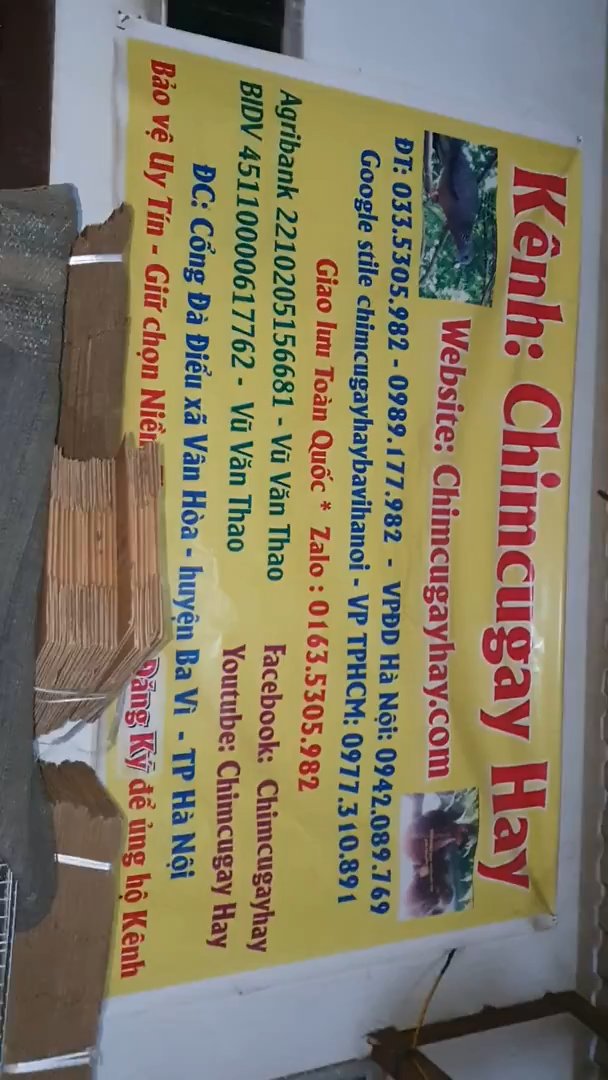 Kênh: Chimcugay Hay
Website: Chimcugayhay.com
ĐT: 033.5305.982 - 0989.177.982 - VPĐD Hà Nội: 0942.089.769
Google stile chimcugayhaybavihanoi - VP TPHCM: 0977.310.891
Giao lưu Toàn Quốc * Zalo : 0163.5305.982
Agribank 2210205156681 - Vũ Văn Thao
Facebook: Chimcugayhay
BIDV 45110000617762 - Vũ Văn Thao
Youtube: Chimcugay Hay
ĐC: Cổng Đà Điểu xã Vân Hòa - huyện Ba Vì - TP Hà Nội
Bảo vệ Uy Tín - Giữ chọn Niềm Đăng Ký để ủng hộ Kênh